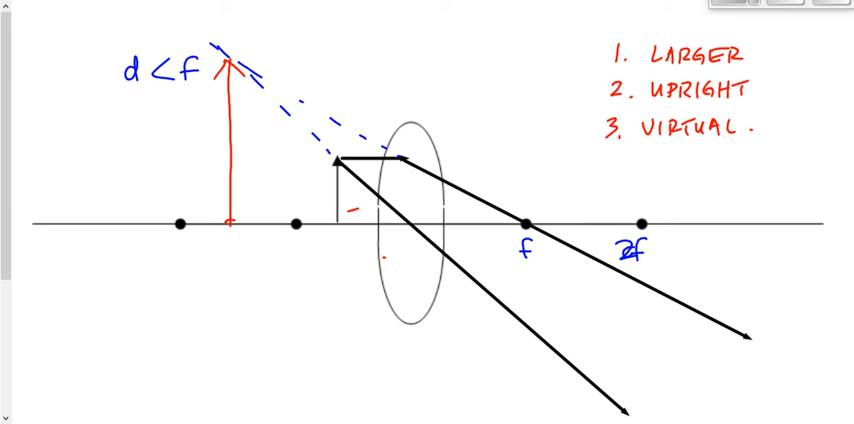 d < f
1. LARGER
2. UPRIGHT
3. VIRTUAL.
f
2f